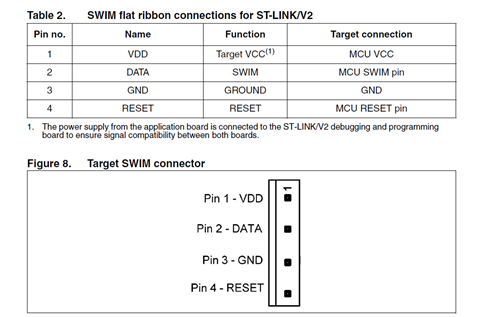 Table 2. SWIM flat ribbon connections for ST-LINK/V2
Pin no. Name Function Target connection
1 VDD Target VCC(1) MCU VCC
2 DATA SWIM MCU SWIM pin
3 GND GROUND GND
4 RESET RESET MCU RESET pin
1. The power supply from the application board is connected to the ST-LINK/V2 debugging and programming
board to ensure signal compatibility between both boards.
Figure 8. Target SWIM connector
1
Pin 1 - VDD
Pin 2 - DATA
Pin 3 - GND
Pin 4 - RESET